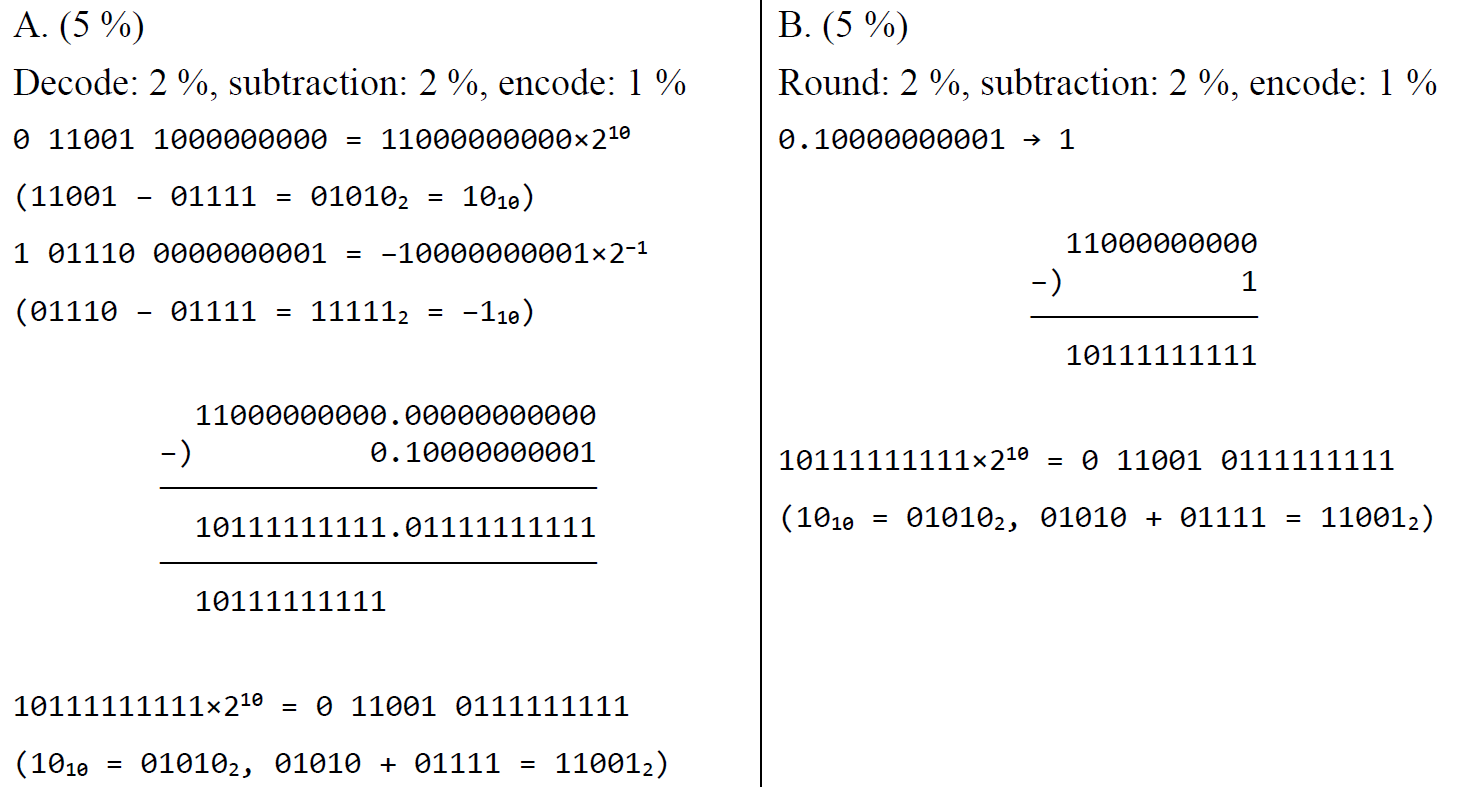 A. (5 %)
Decode: 2 %, subtraction: 2 %, encode: 1 %
0 11001 1000000000 = 11000000000×2¹⁰
(11001 – 01111 = 01010₂ = 10₁₀)
1 01110 0000000001 = –10000000001×2⁻¹
(01110 – 01111 = 11111₂ = –1₁₀)
11000000000.00000000000
–) 0.10000000001
10111111111.01111111111
10111111111
10111111111×2¹⁰ = 0 11001 0111111111
(10₁₀ = 01010₂, 01010 + 01111 = 11001₂)
B. (5 %)
Round: 2 %, subtraction: 2 %, encode: 1 %
0.10000000001 → 1
11000000000
–) 1
10111111111
10111111111×2¹⁰ = 0 11001 0111111111
(10₁₀ = 01010₂, 01010 + 01111 = 11001₂)